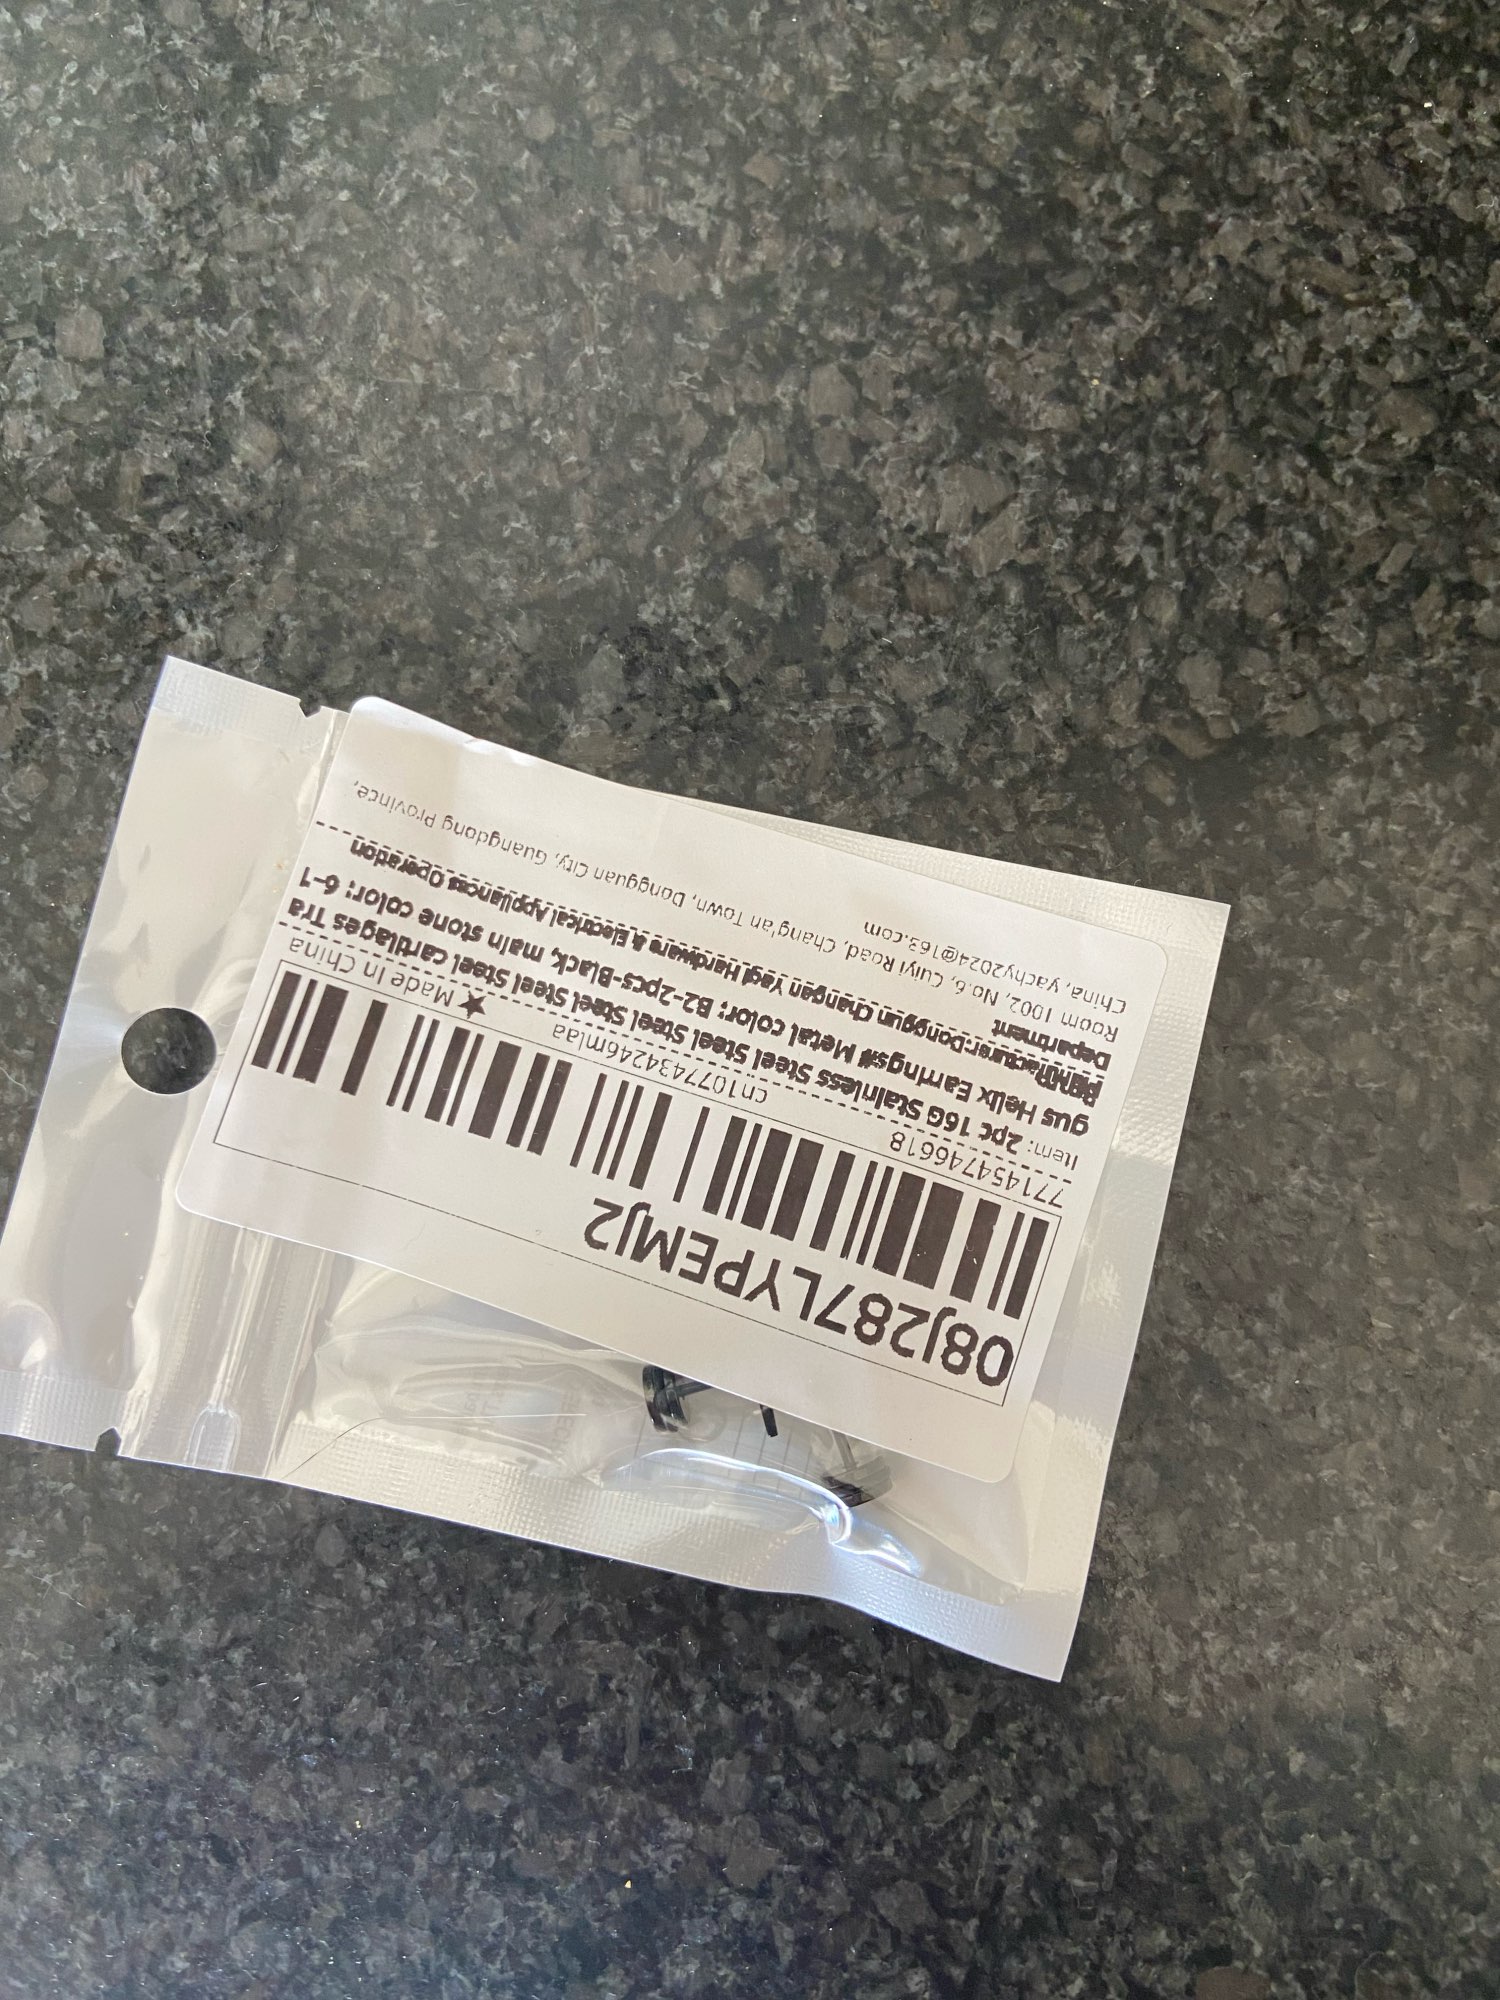 08J287LYPEMJ2
771454746618
cn1077434246mlaa
★ Made In China
Item: 2pc 16G Stainless Steel Steel Steel Steel Steel Steel cartilages Tra
gus Helix Earrings# Metal color: B2-2pcs-Black, main stone color: 6-1
Manufacturer:Dongguan Changan Yaqi Hardware & Electrical Appliances Operation
Department
Room 1002, No.6, Cuiyi Road, Chang'an Town, Dongguan City, Guangdong Province,
China, yachy2024@163.com